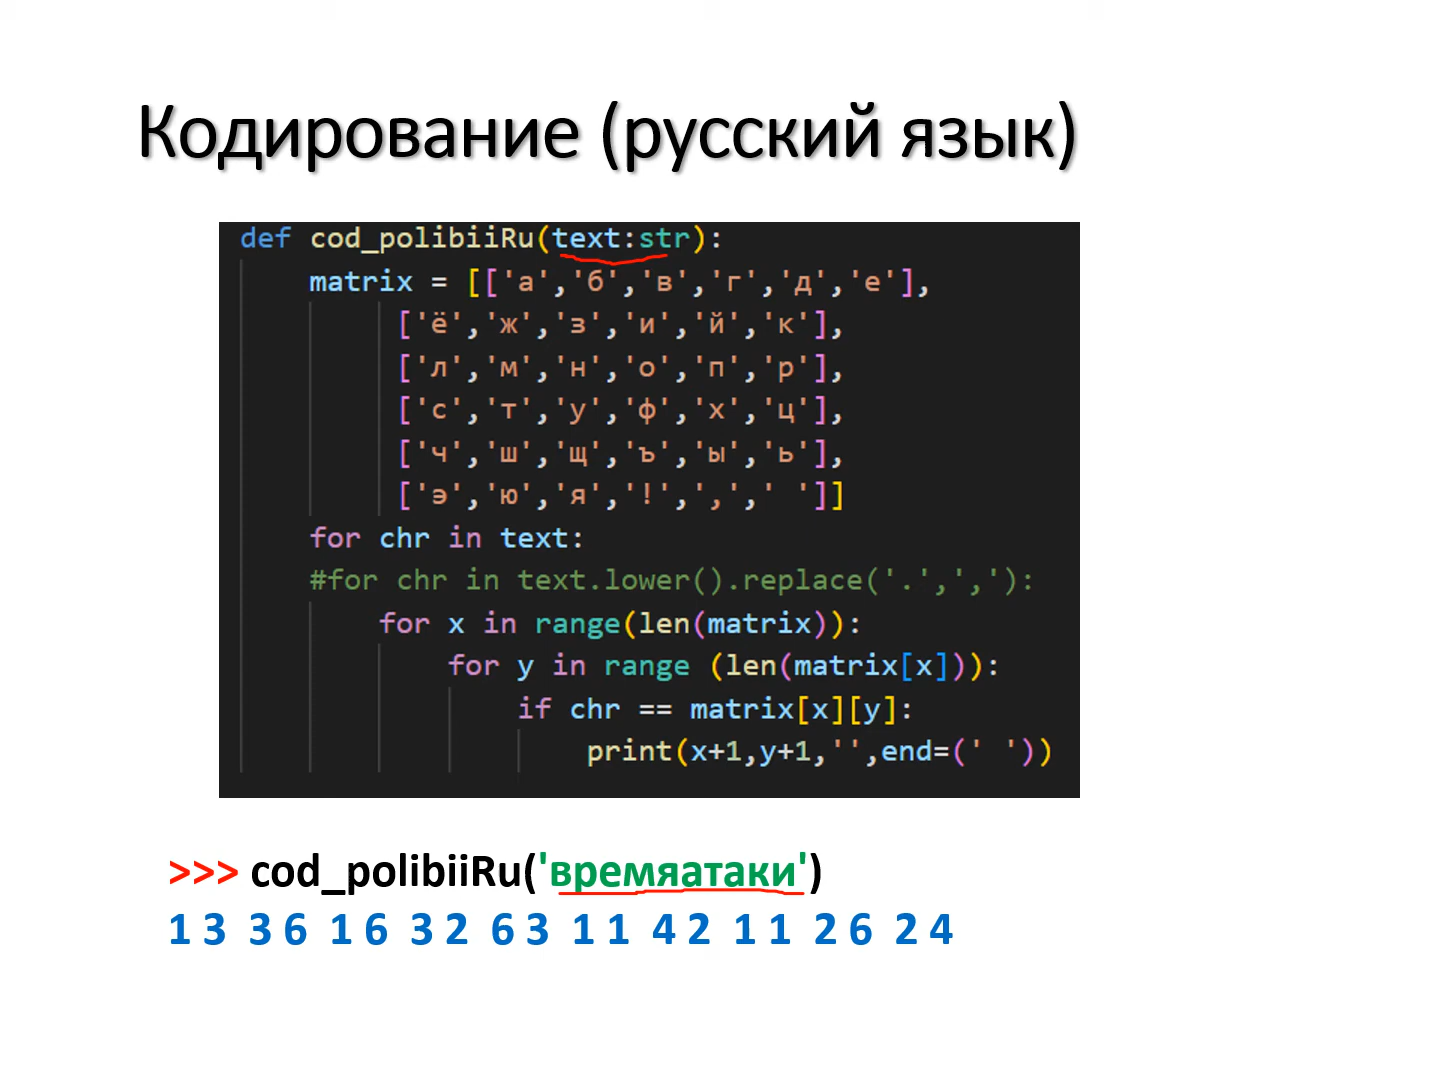 Кодирование (русский язык)
def cod_polibiiRu(text:str):
matrix = [['а','б','в','г','д','е'],
['ё','ж','з','и','й','к'],
['л','м','н','о','п','р'],
['с','т','у','ф','х','ц'],
['ч','ш','щ','ъ','ы','ь'],
['э','ю','я','!',',',' ']]
for chr in text:
#for chr in text.lower().replace('.',','):
for x in range(len(matrix)):
for y in range (len(matrix[x])):
if chr == matrix[x][y]:
print(x+1,y+1,'',end=(' '))
>>> cod_polibiiRu('времяатаки')
1 3 3 6 1 6 3 2 6 3 1 1 4 2 1 1 2 6 2 4